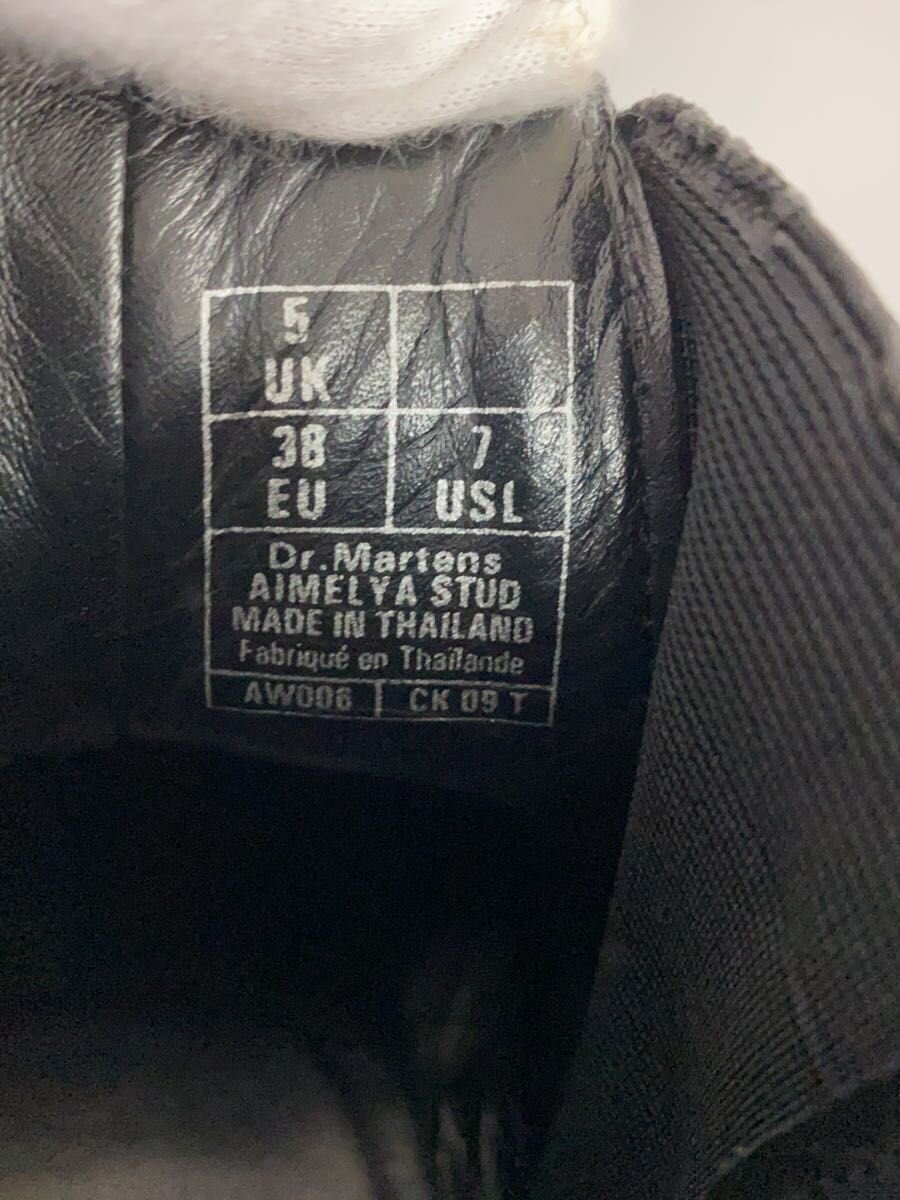 5
UK
38
EU
7
USL
Dr.Martens
AIMELYA STUD
MADE IN THAILAND
Fabriqué en Thaïlande
AW006 CK 09 T